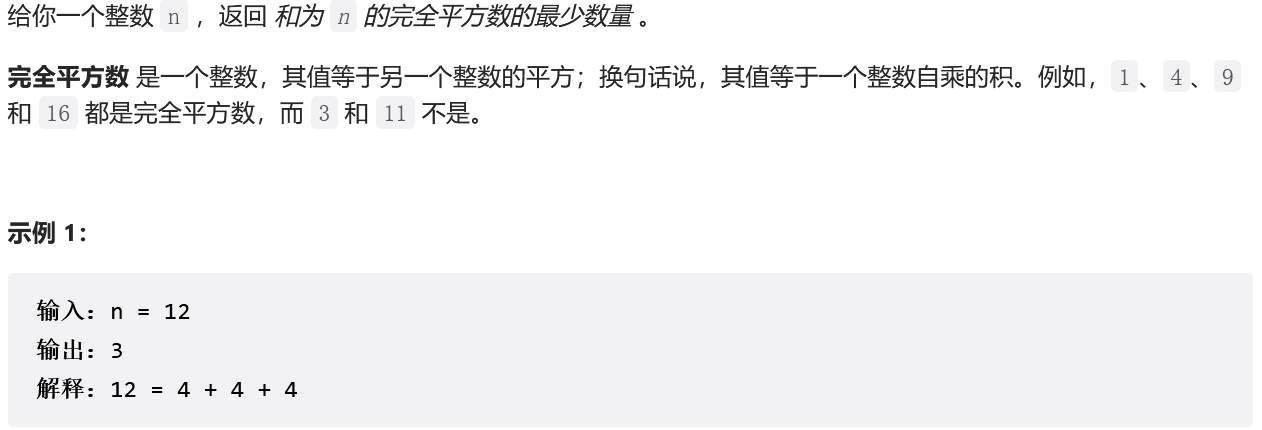 给你一个整数 n ，返回 和为 n 的完全平方数的最少数量 。
完全平方数 是一个整数，其值等于另一个整数的平方；换句话说，其值等于一个整数自乘的积。例如，1、4、9
和 16 都是完全平方数，而 3 和 11 不是。
示例 1：
输入：n = 12
输出：3
解释：12 = 4 + 4 + 4